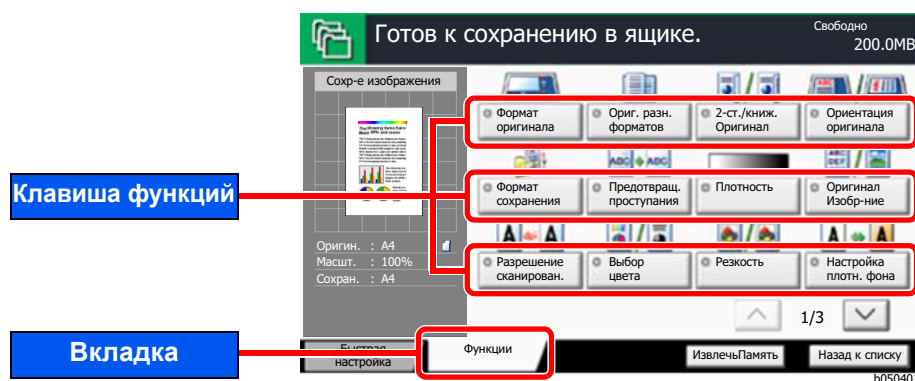 Готов к сохранению в ящике.
Свободно
200.0MB
Сохр-е изображения
Формат
оригинала
Ориг. разн.
форматов
2-ст./книж.
Оригинал
Ориентация
оригинала
Клавиша функций
Формат
сохранения
Предотвращ.
проступания
Плотность
Оригинал
Изобр-ние
Оригин. : A4
Масшт. : 100%
Сохран. : A4
Разрешение
сканирован.
Выбор
цвета
Резкость
Настройка
плотн. фона
1/3
Вкладка
Быстрая
настройка
Функции
ИзвлечьПамять
Назад к списку